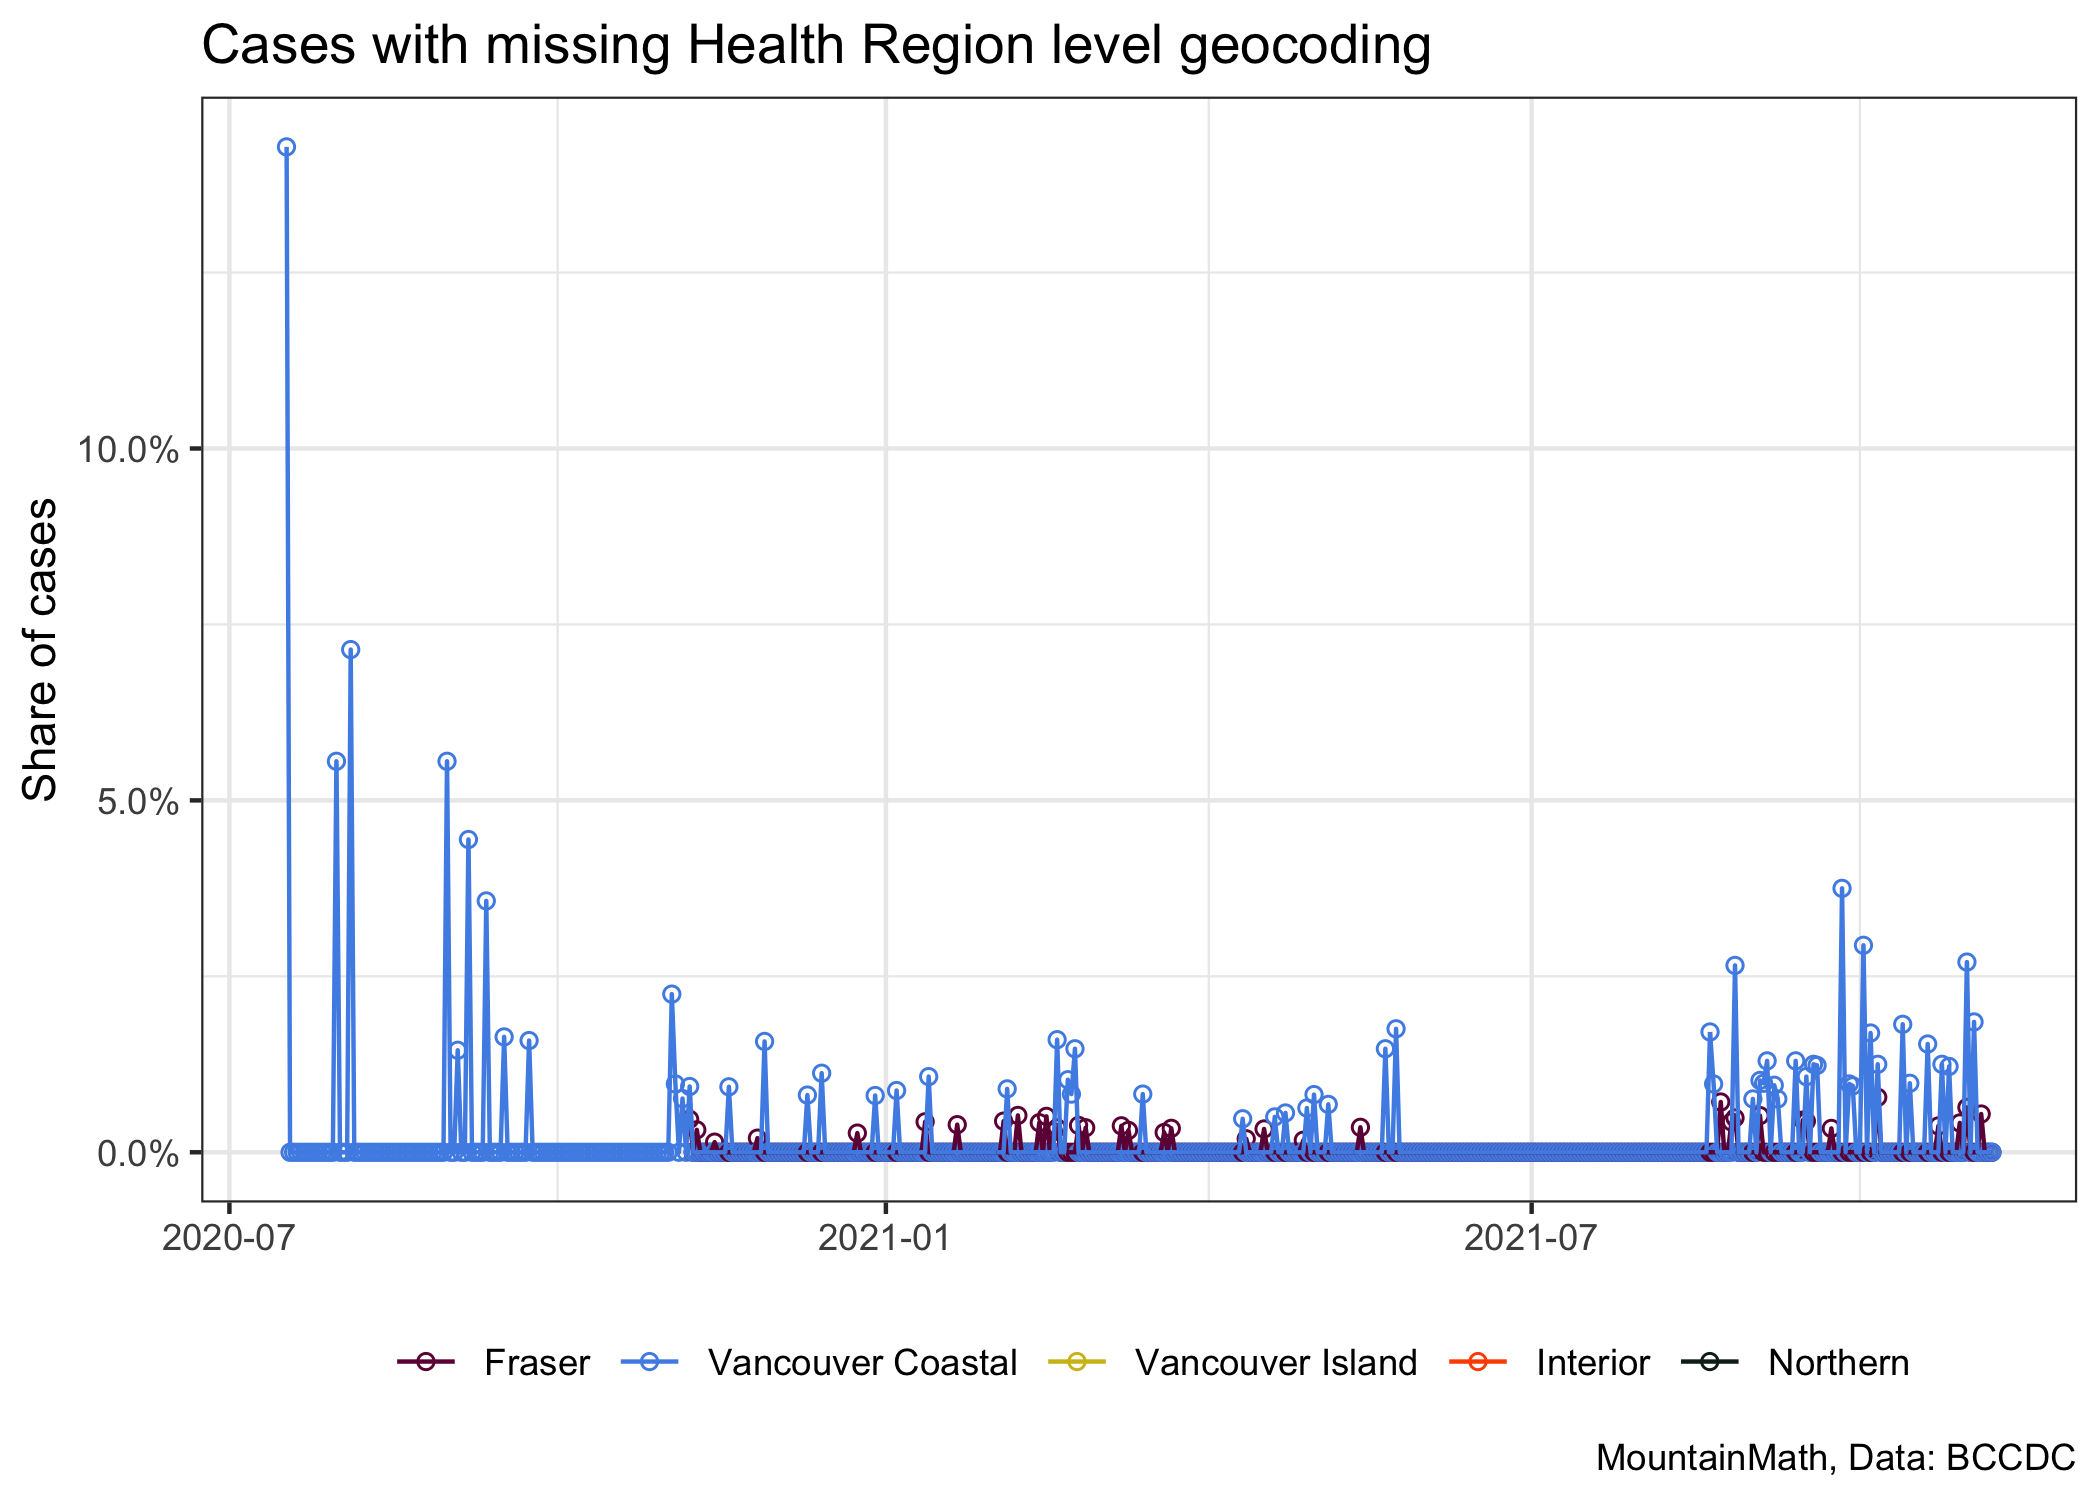 Cases with missing Health Region level geocoding
Share of cases
10.0%
5.0%
0.0%
2020-07
2021-01
2021-07
Fraser
Vancouver Coastal
Vancouver Island
Interior
Northern
MountainMath, Data: BCCDC